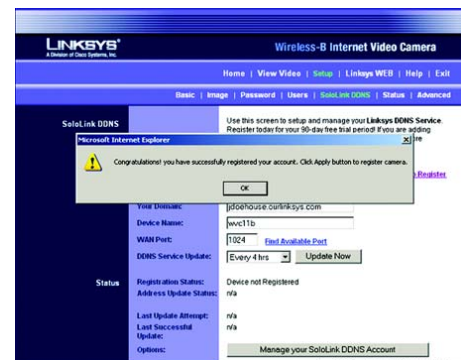 LINKSYS®
A Division of Cisco Systems, Inc.
Wireless-B Internet Video Camera
Home | View Video | Setup | Linksys WEB | Help | Exit
Basic | Image | Password | Users | SoloLink DDNS | Status | Advanced
SoloLink DDNS
Use this screen to setup and manage your Linksys DDNS Service.
Register today for your 90-day free trial period! If you are adding
Microsoft Internet Explorer
Congratulations! you have successfully registered your account. Click Apply button to register camera.
OK
Register
Your Domain: jdoehouse.ourlinksys.com
Device Name: wvc11b
WAN Port: 1024 Find Available Port
DDNS Service Update: Every 4 hrs Update Now
Status
Registration Status: Device not Registered
Address Update Status: n/a
Last Update Attempt: n/a
Last Successful Update: n/a
Options: Manage your SoloLink DDNS Account